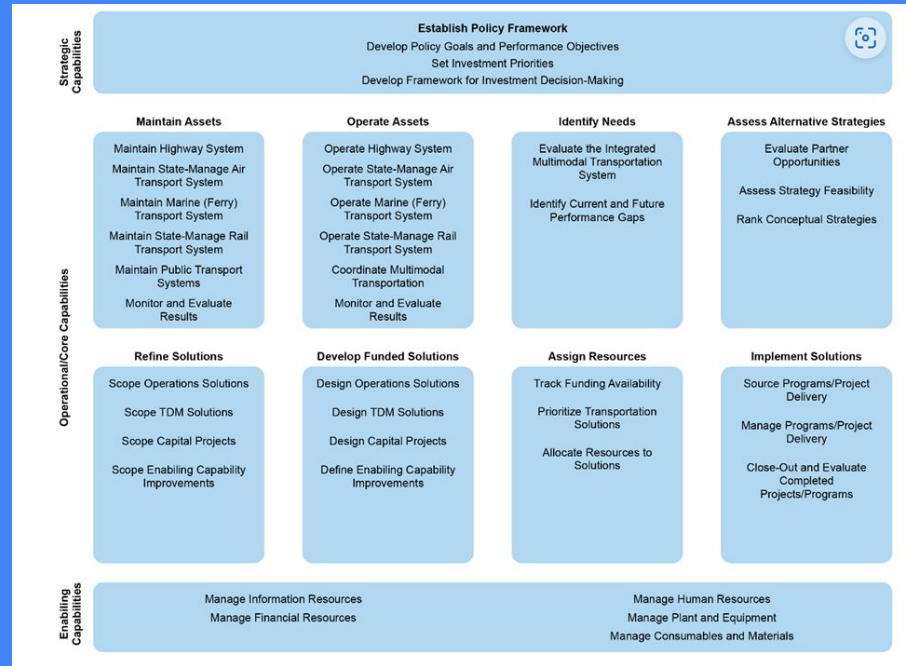 Strategic
Capabilities
Establish Policy Framework
Develop Policy Goals and Performance Objectives
Set Investment Priorities
Develop Framework for Investment Decision-Making
Operational/Core Capabilities
Maintain Assets
Maintain Highway System
Maintain State-Manage Air
Transport System
Maintain Marine (Ferry)
Transport System
Maintain State-Manage Rail
Transport System
Maintain Public Transport
Systems
Monitor and Evaluate
Results
Operate Assets
Operate Highway System
Operate State-Manage Air
Transport System
Operate Marine (Ferry)
Transport System
Operate State-Manage Rail
Transport System
Coordinate Multimodal
Transportation
Monitor and Evaluate
Results
Identify Needs
Evaluate the Integrated
Multimodal Transportation
System
Identify Current and Future
Performance Gaps
Assess Alternative Strategies
Evaluate Partner
Opportunities
Assess Strategy Feasibility
Rank Conceptual Strategies
Refine Solutions
Scope Operations Solutions
Scope TDM Solutions
Scope Capital Projects
Scope Enabiling Capability
Improvements
Develop Funded Solutions
Design Operations Solutions
Design TDM Solutions
Design Capital Projects
Define Enabiling Capability
Improvements
Assign Resources
Track Funding Availability
Prioritize Transportation
Solutions
Allocate Resources to
Solutions
Implement Solutions
Source Programs/Project
Delivery
Manage Programs/Project
Delivery
Close-Out and Evaluate
Completed
Projects/Programs
Enabiling
Capabilities
Manage Information Resources
Manage Financial Resources
Manage Human Resources
Manage Plant and Equipment
Manage Consumables and Materials